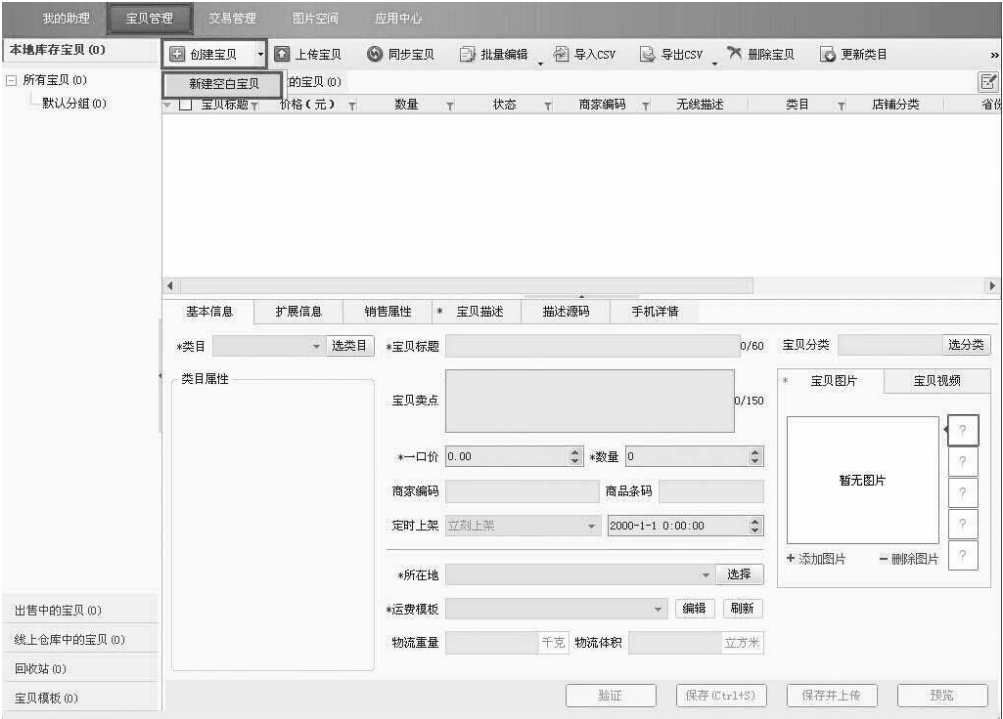 我的助理 宝贝管理 交易管理 图片空间 应用中心
本地库存宝贝 (0) 创建宝贝 上传宝贝 同步宝贝 批量编辑 导入CSV 导出CSV 删除宝贝 更新类目 »
所有宝贝 (0) 新建空白宝贝 的宝贝 (0)
默认分组 (0) 宝贝标题 价格(元) 数量 状态 商家编码 无线描述 类目 店铺分类 省份
基本信息 扩展信息 销售属性 * 宝贝描述 描述源码 手机详情
*类目 选类目 *宝贝标题 0/60 宝贝分类 选分类
类目属性 * 宝贝图片 宝贝视频
宝贝卖点 0/150
?
*一口价 0.00 *数量 0 ?
暂无图片
商家编码 商品条码 ?
定时上架 立刻上架 2000-1-1 0:00:00 ?
+ 添加图片 - 删除图片 ?
*所在地 选择
出售中的宝贝 (0) *运费模板 编辑 刷新
线上仓库中的宝贝 (0) 物流重量 千克 物流体积 立方米
回收站 (0)
宝贝模板 (0) 验证 保存(Ctrl+S) 保存并上传 预览